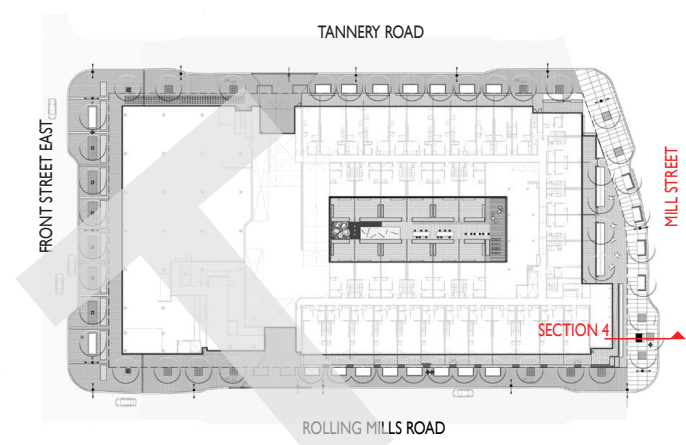 TANNERY ROAD
FRONT STREET EAST
MILL STREET
SECTION 4
ROLLING MILLS ROAD